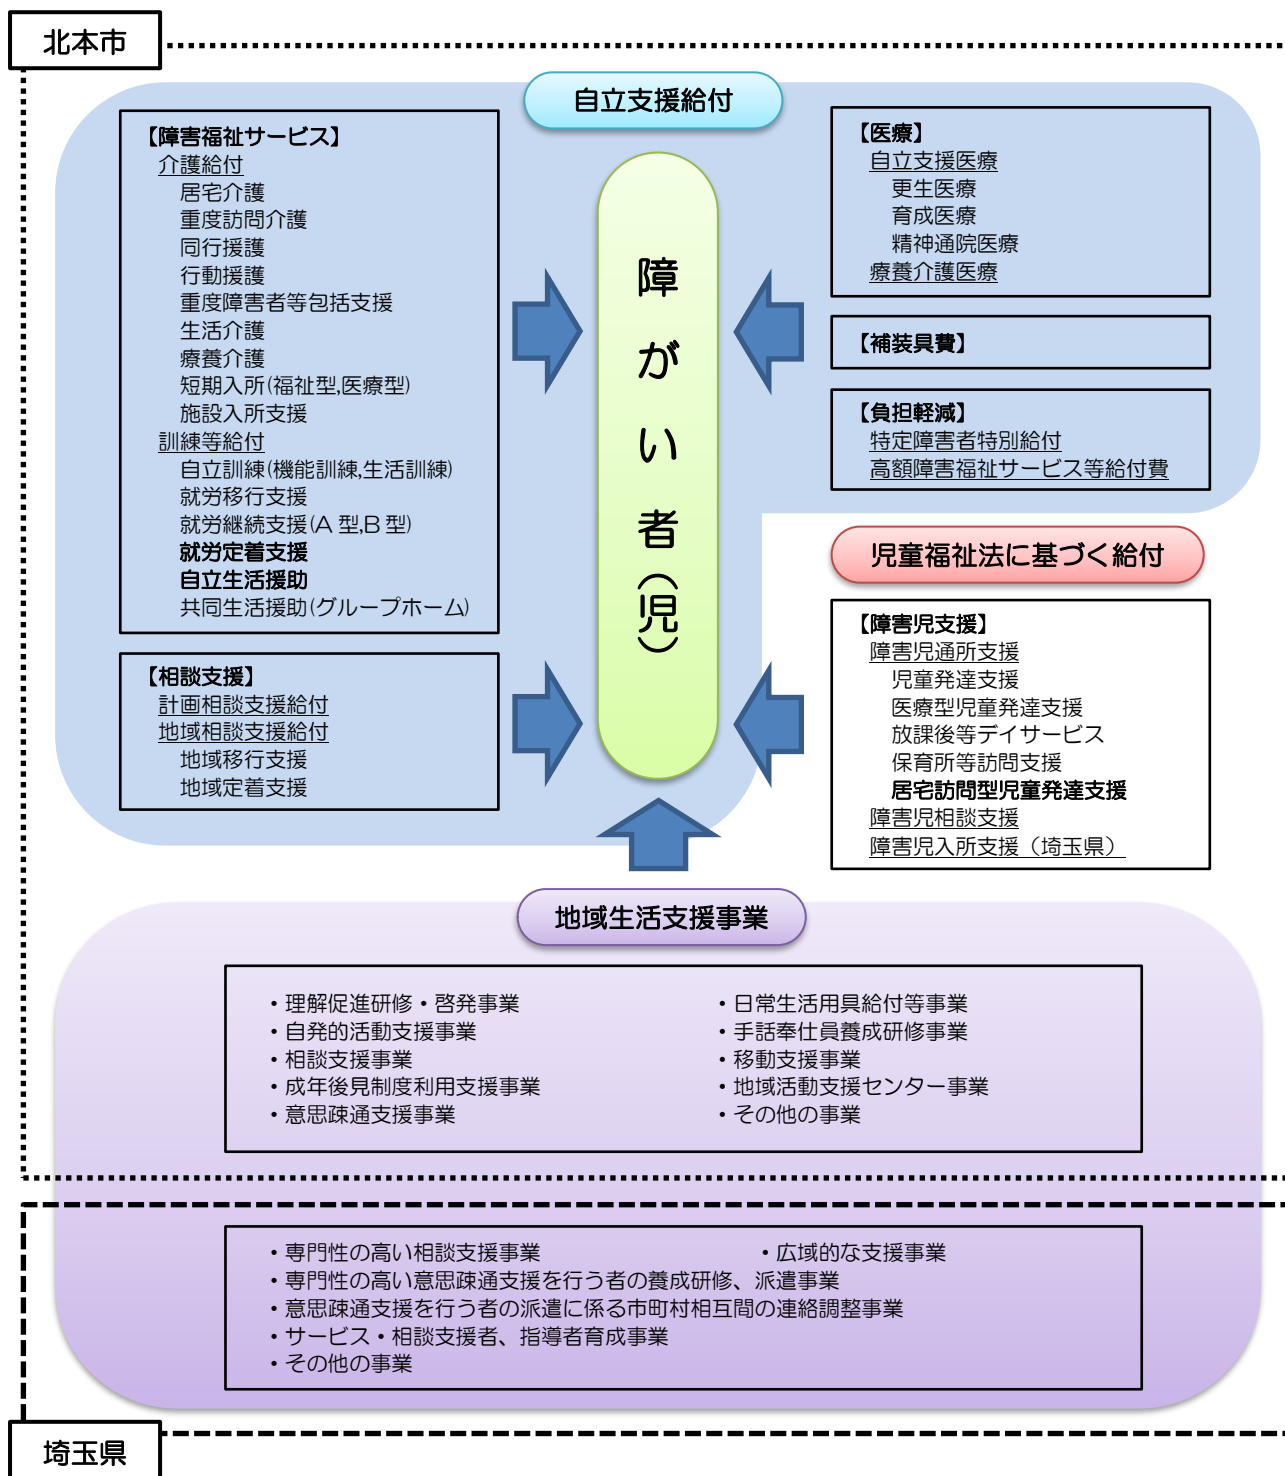 北本市
自立支援給付
【障害福祉サービス】
介護給付
居宅介護
重度訪問介護
同行援護
行動援護
重度障害者等包括支援
生活介護
療養介護
短期入所(福祉型,医療型)
施設入所支援
訓練等給付
自立訓練(機能訓練,生活訓練)
就労移行支援
就労継続支援(A 型,B 型)
就労定着支援
自立生活援助
共同生活援助(グループホーム)
【相談支援】
計画相談支援給付
地域相談支援給付
地域移行支援
地域定着支援
障がい者(児)
【医療】
自立支援医療
更生医療
育成医療
精神通院医療
療養介護医療
【補装具費】
【負担軽減】
特定障害者特別給付
高額障害福祉サービス等給付費
児童福祉法に基づく給付
【障害児支援】
障害児通所支援
児童発達支援
医療型児童発達支援
放課後等デイサービス
保育所等訪問支援
居宅訪問型児童発達支援
障害児相談支援
障害児入所支援（埼玉県）
地域生活支援事業
・理解促進研修・啓発事業
・自発的活動支援事業
・相談支援事業
・成年後見制度利用支援事業
・意思疎通支援事業
・日常生活用具給付等事業
・手話奉仕員養成研修事業
・移動支援事業
・地域活動支援センター事業
・その他の事業
・専門性の高い相談支援事業 ・広域的な支援事業
・専門性の高い意思疎通支援を行う者の養成研修、派遣事業
・意思疎通支援を行う者の派遣に係る市町村相互間の連絡調整事業
・サービス・相談支援者、指導者育成事業
・その他の事業
埼玉県